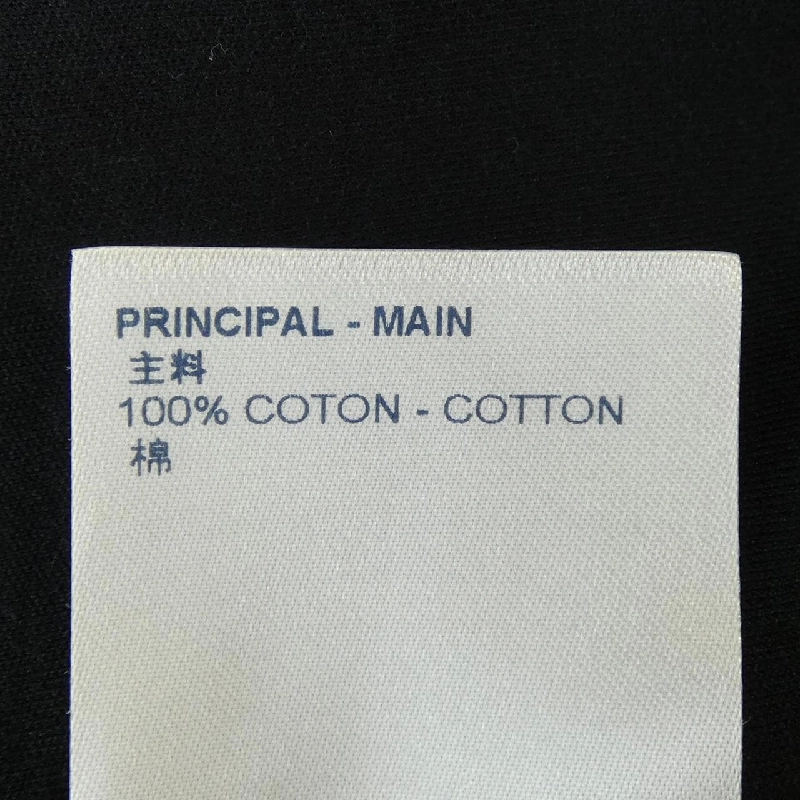 PRINCIPAL - MAIN
主料
100% COTON - COTTON
棉